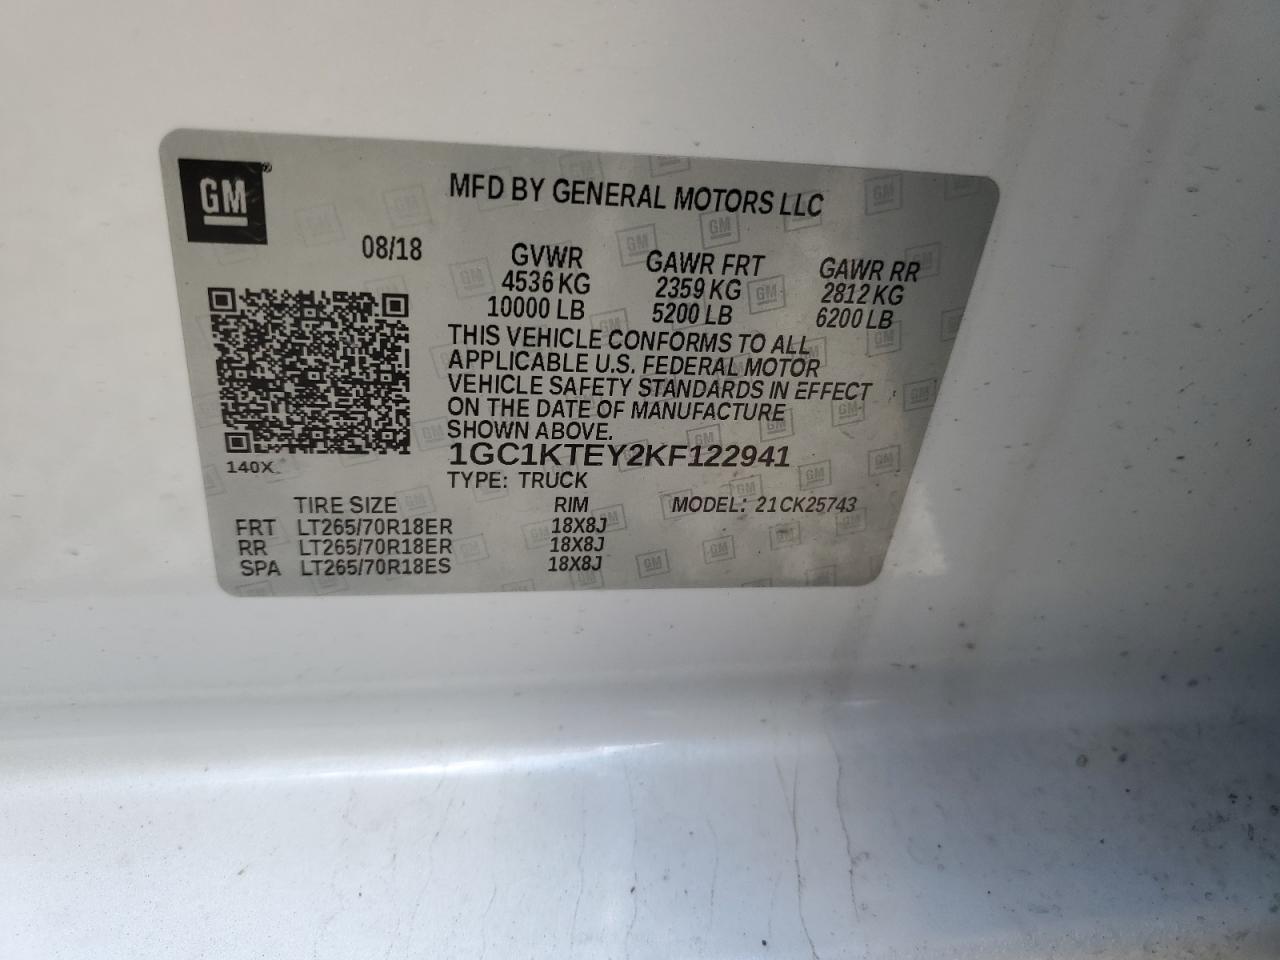 GM
MFD BY GENERAL MOTORS LLC
08/18
GVWR GAWR FRT GAWR RR
4536 KG 2359 KG 2812 KG
10000 LB 5200 LB 6200 LB
THIS VEHICLE CONFORMS TO ALL
APPLICABLE U.S. FEDERAL MOTOR
VEHICLE SAFETY STANDARDS IN EFFECT
ON THE DATE OF MANUFACTURE
SHOWN ABOVE.
1GC1KTEY2KF122941
140X
TYPE: TRUCK
TIRE SIZE RIM MODEL: 21CK25743
FRT LT265/70R18ER 18X8J
RR LT265/70R18ER 18X8J
SPA LT265/70R18ES 18X8J